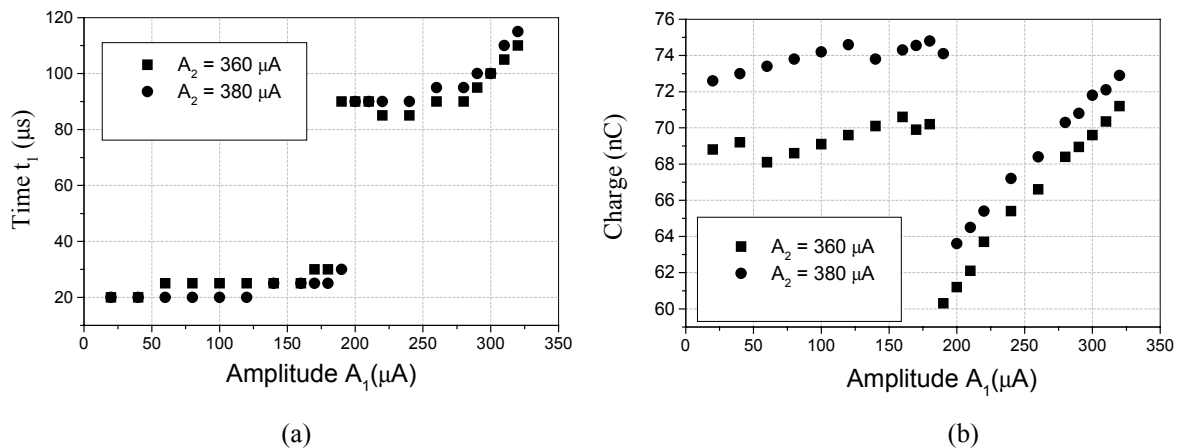 120
100
80
60
40
20
Time t₁ (μs)
■ A₂ = 360 μA
● A₂ = 380 μA
0 50 100 150 200 250 300 350
Amplitude A₁(μA)
(a)
76
74
72
70
68
66
64
62
60
Charge (nC)
■ A₂ = 360 μA
● A₂ = 380 μA
0 50 100 150 200 250 300 350
Amplitude A₁(μA)
(b)